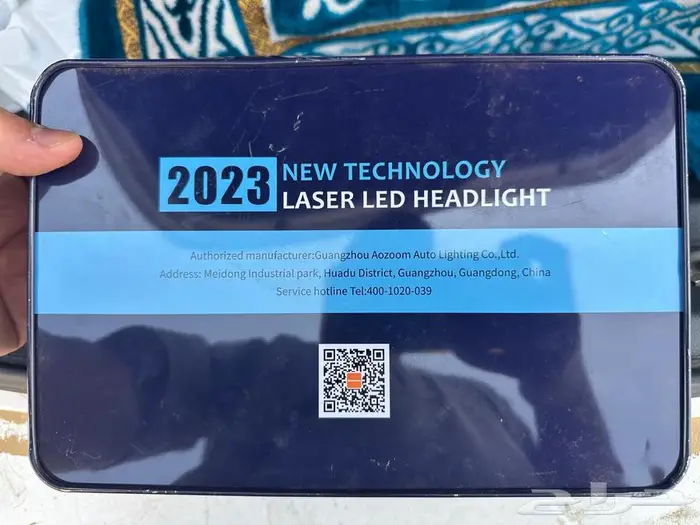 2023 NEW TECHNOLOGY
LASER LED HEADLIGHT
Authorized manufacturer:Guangzhou Aozoom Auto Lighting Co.,Ltd.
Address: Meidong Industrial park, Huadu District, Guangzhou, Guangdong, China
Service hotline Tel:400-1020-039
حراج